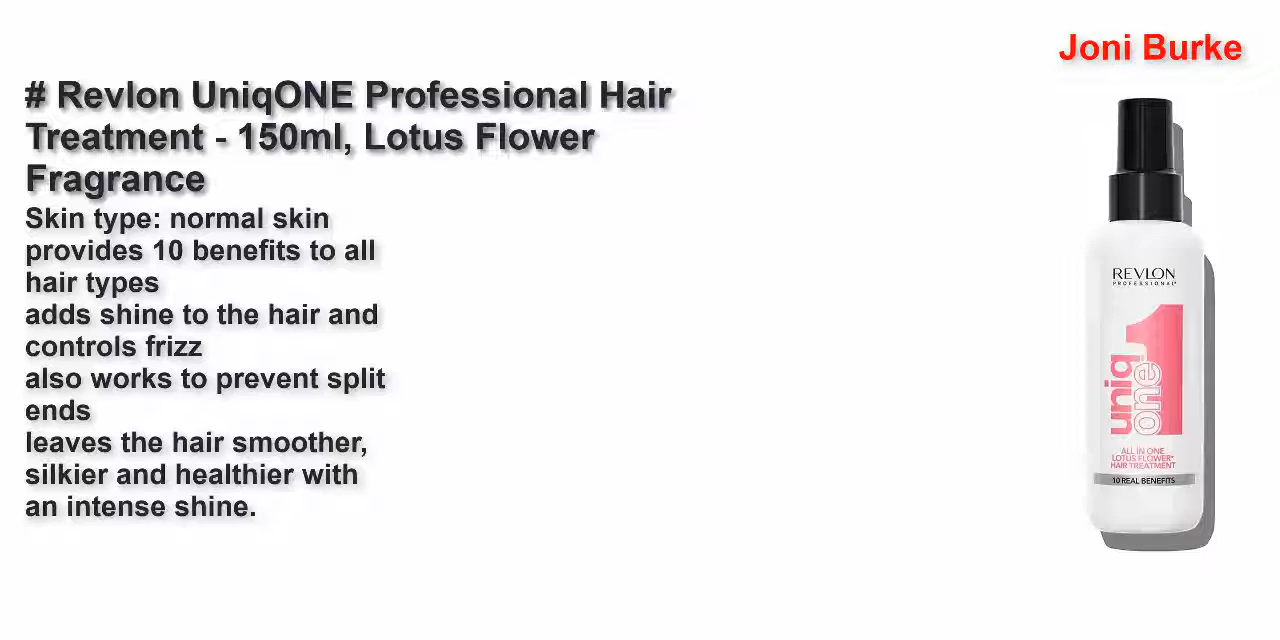 Joni Burke
# Revlon UniqONE Professional Hair
Treatment - 150ml, Lotus Flower
Fragrance
Skin type: normal skin
provides 10 benefits to all
hair types
adds shine to the hair and
controls frizz
also works to prevent split
ends
leaves the hair smoother,
silkier and healthier with
an intense shine.
REVLON
PROFESSIONAL
1
uniq
one
ALL IN ONE
LOTUS FLOWER*
HAIR TREATMENT
10 REAL BENEFITS